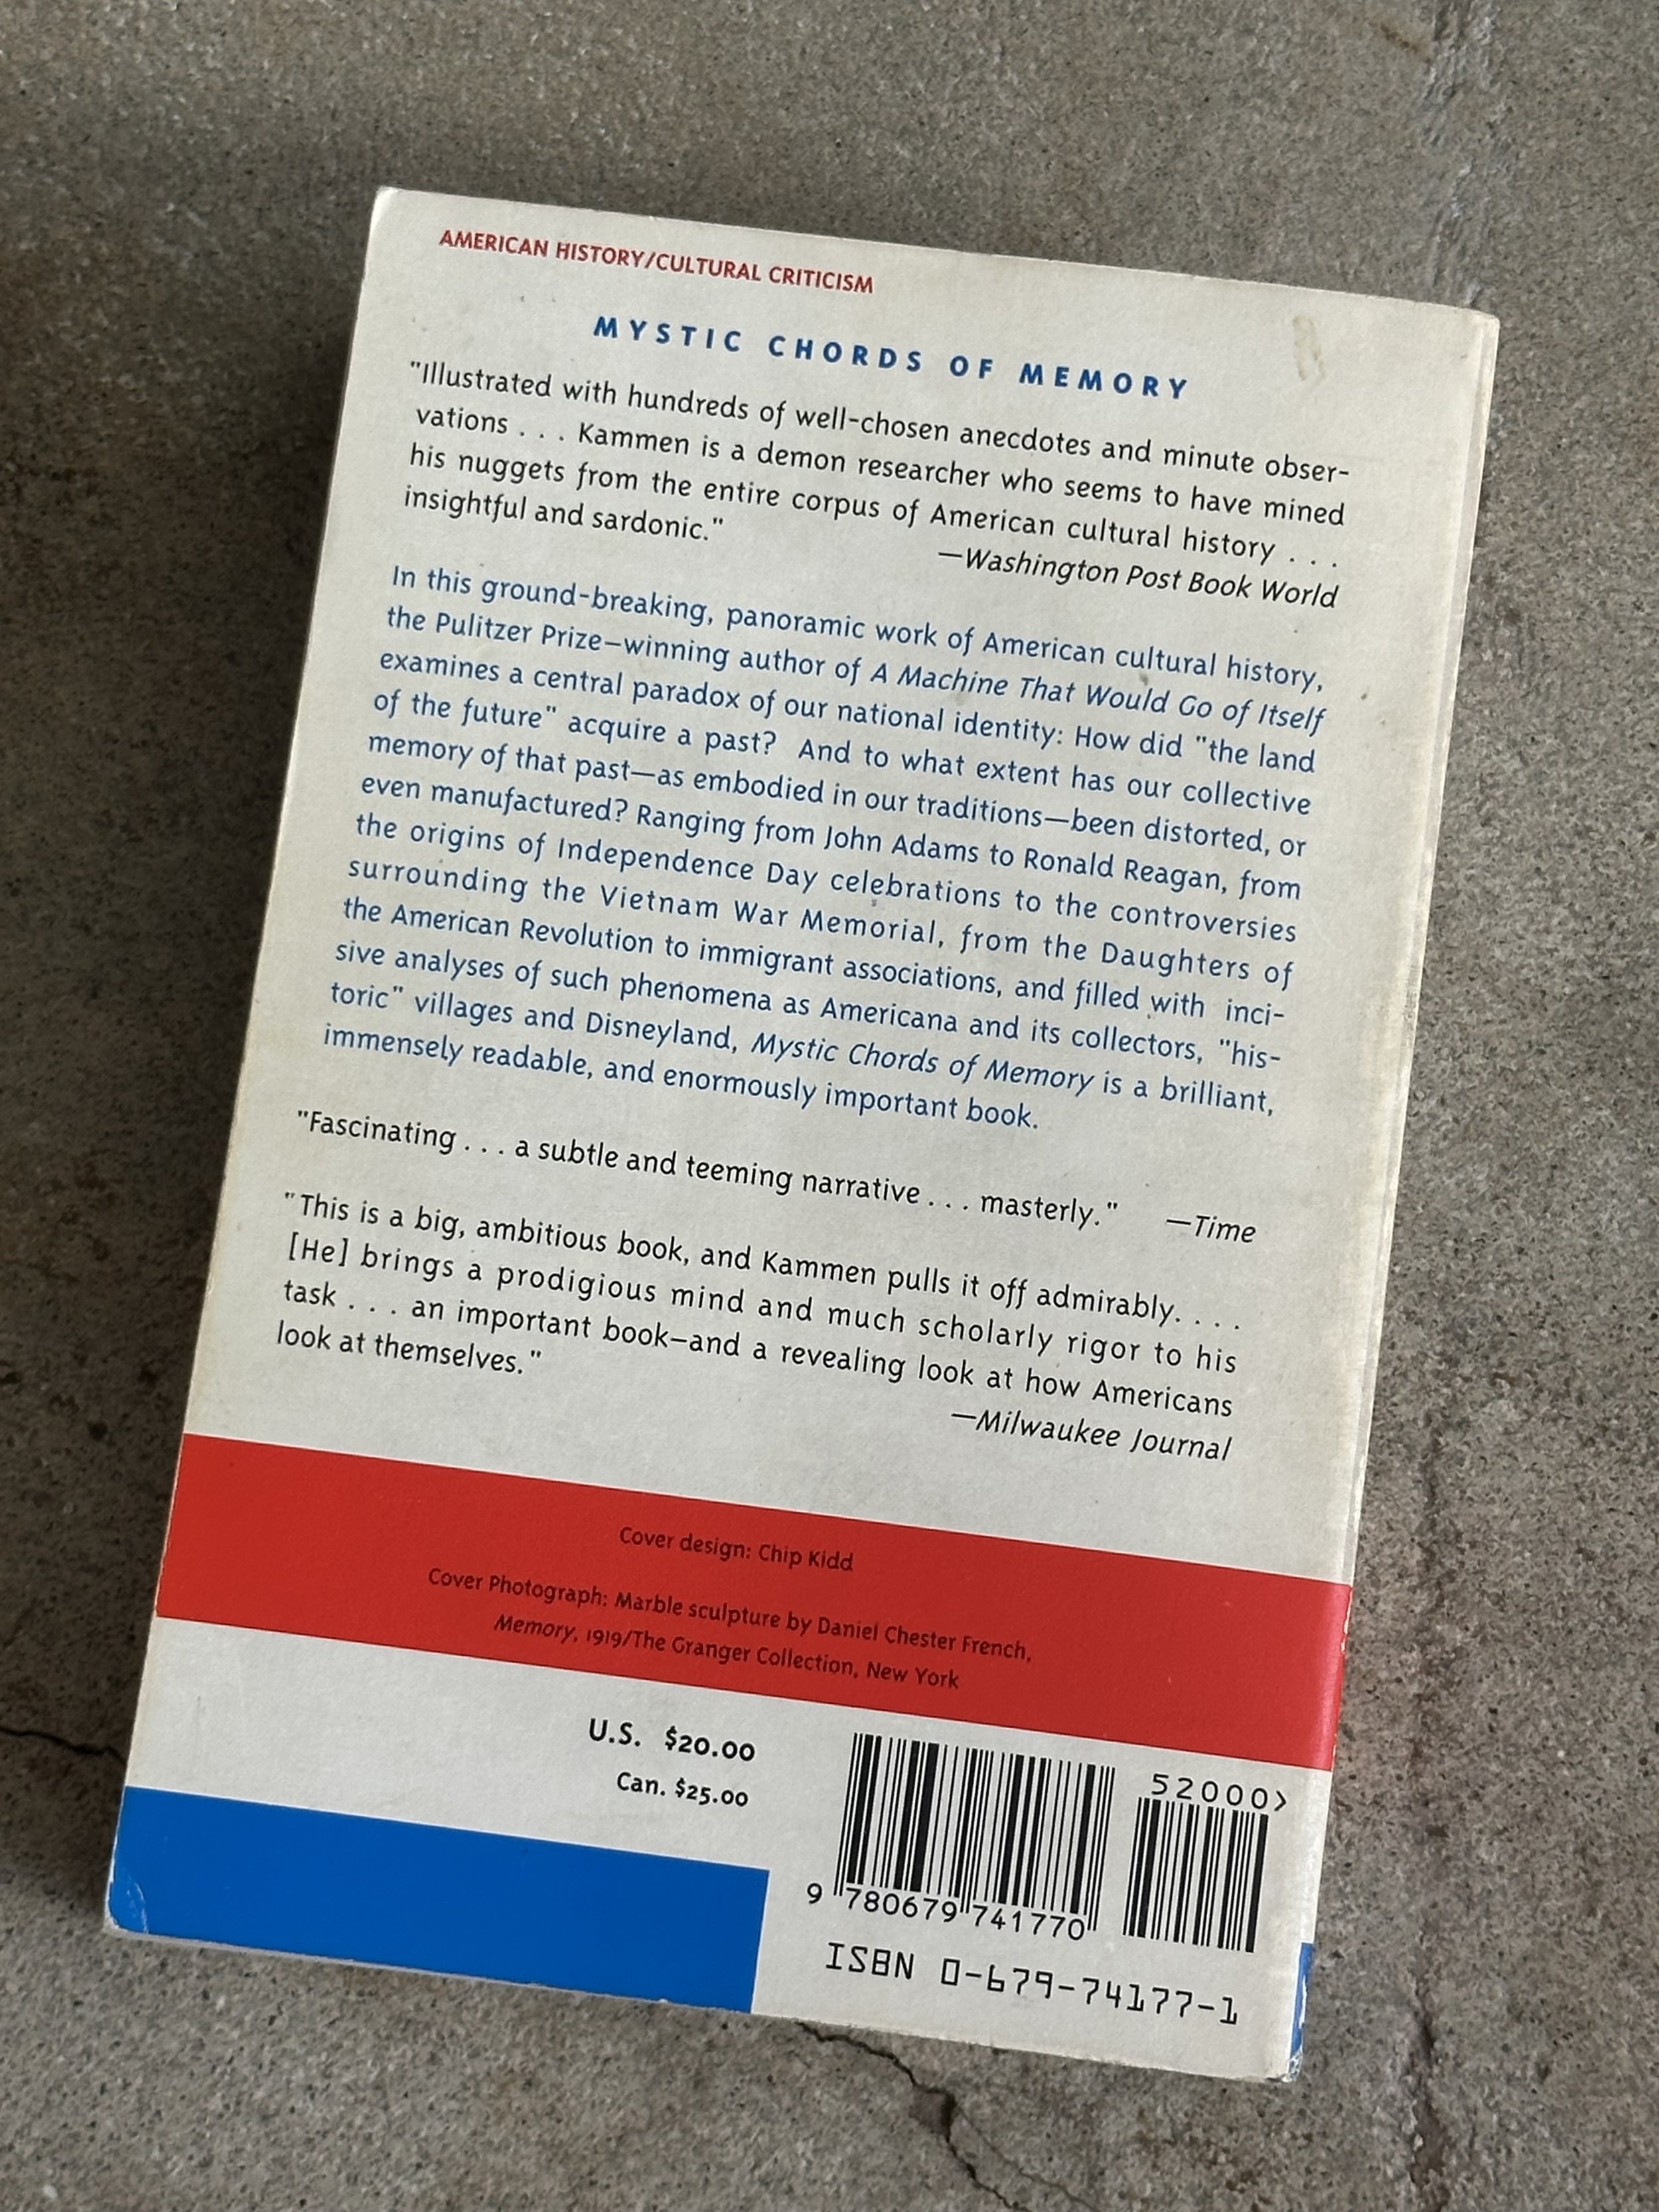 AMERICAN HISTORY/CULTURAL CRITICISM
MYSTIC CHORDS OF MEMORY
"Illustrated with hundreds of well-chosen anecdotes and minute obser-
vations . . . Kammen is a demon researcher who seems to have mined
his nuggets from the entire corpus of American cultural history . . .
insightful and sardonic."
—Washington Post Book World
In this ground-breaking, panoramic work of American cultural history,
the Pulitzer Prize–winning author of A Machine That Would Go of Itself
examines a central paradox of our national identity: How did "the land
of the future" acquire a past? And to what extent has our collective
memory of that past—as embodied in our traditions—been distorted, or
even manufactured? Ranging from John Adams to Ronald Reagan, from
the origins of Independence Day celebrations to the controversies
surrounding the Vietnam War Memorial, from the Daughters of
the American Revolution to immigrant associations, and filled with inci-
sive analyses of such phenomena as Americana and its collectors, "his-
toric" villages and Disneyland, Mystic Chords of Memory is a brilliant,
immensely readable, and enormously important book.
"Fascinating . . . a subtle and teeming narrative . . . masterly." —Time
"This is a big, ambitious book, and Kammen pulls it off admirably. . . .
[He] brings a prodigious mind and much scholarly rigor to his
task . . . an important book—and a revealing look at how Americans
look at themselves."
—Milwaukee Journal
Cover design: Chip Kidd
Cover Photograph: Marble sculpture by Daniel Chester French,
Memory, 1919/The Granger Collection, New York
U.S. $20.00
Can. $25.00
52000>
9 780679 741770
ISBN 0-679-74177-1